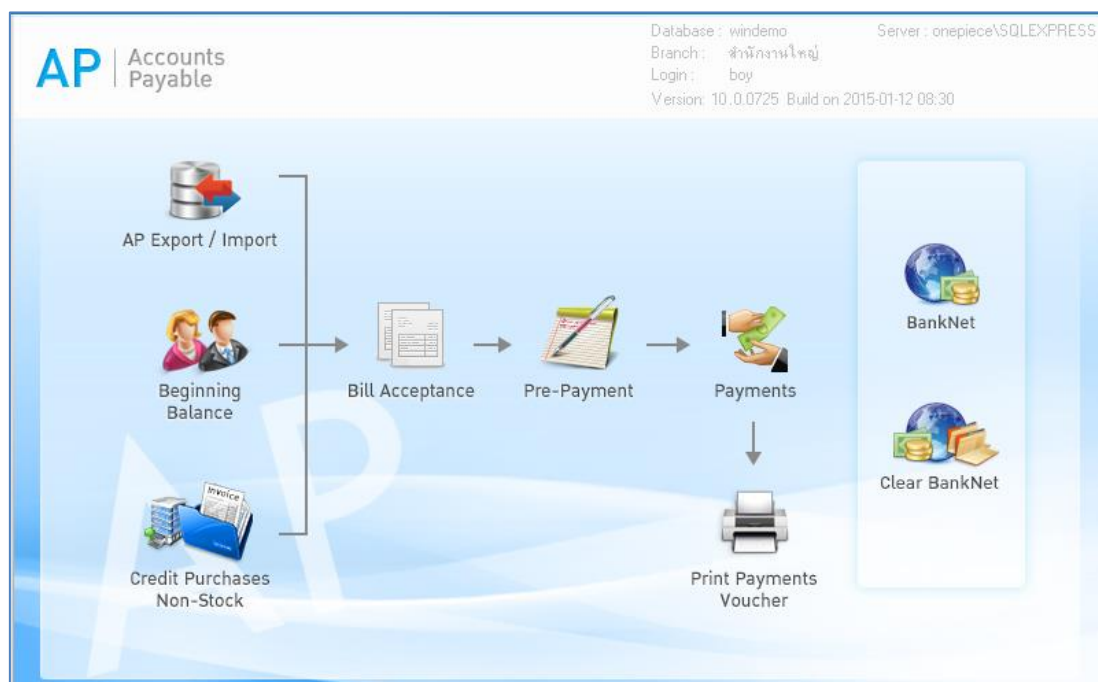 AP
Accounts
Payable
Database : windemo Server : onepiece\SQLEXPRESS
Branch : สำนักงานใหญ่
Login : boy
Version: 10.0.0725 Build on 2015-01-12 08:30
AP Export / Import
BankNet
Beginning
Balance
Bill Acceptance
Pre-Payment
Payments
Clear BankNet
Invoice
Credit Purchases
Non-Stock
Print Payments
Voucher
AP